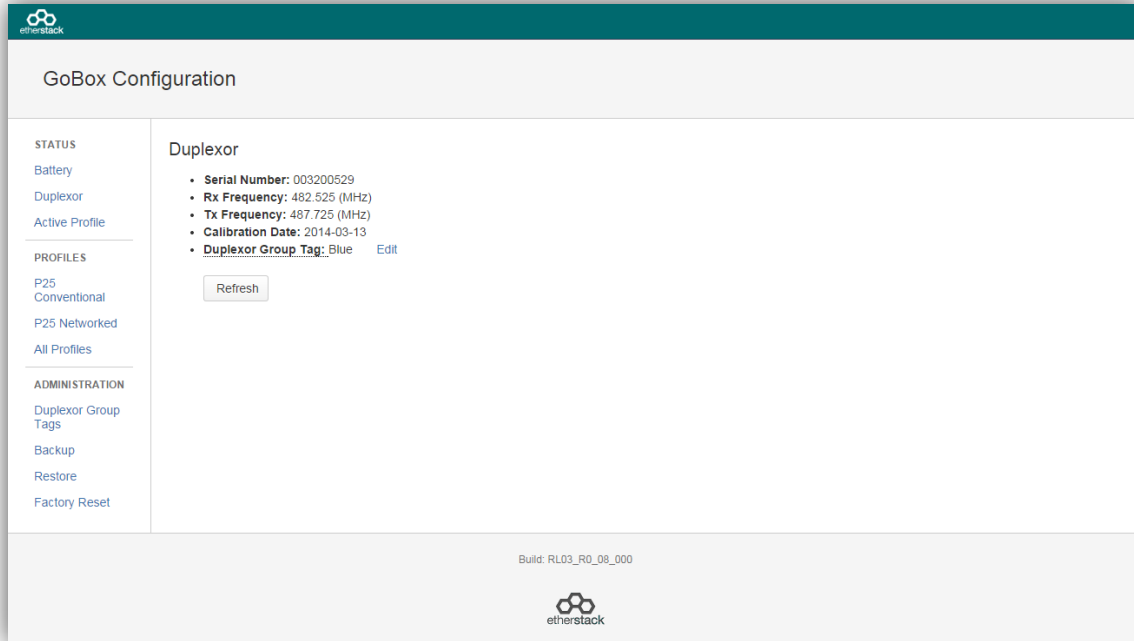 etherstack
GoBox Configuration
STATUS
Battery
Duplexor
Active Profile
PROFILES
P25
Conventional
P25 Networked
All Profiles
ADMINISTRATION
Duplexor Group
Tags
Backup
Restore
Factory Reset
Duplexor
Serial Number: 003200529
Rx Frequency: 482.525 (MHz)
Tx Frequency: 487.725 (MHz)
Calibration Date: 2014-03-13
Duplexor Group Tag: Blue Edit
Refresh
Build: RL03_R0_08_000
etherstack